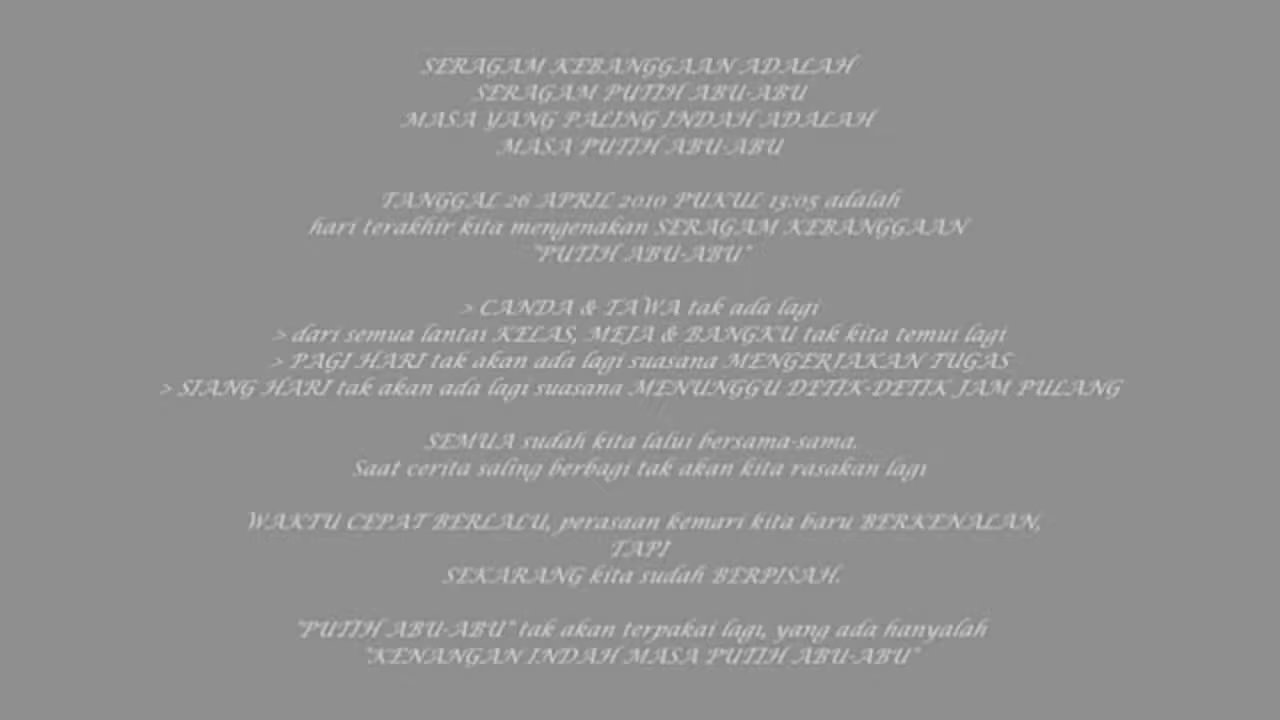 SERAGAM KEBANGGAAN ADALAH
SERAGAM PUTIH ABU-ABU
MASA YANG PALING INDAH ADALAH
MASA PUTIH ABU-ABU
TANGGAL 26 APRIL 2010 PUKUL 13:05 adalah
hari terakhir kita mengenakan SERAGAM KEBANGGAAN
"PUTIH ABU-ABU"
> CANDA & TAWA tak ada lagi
> dari semua lantai KELAS, MEJA & BANGKU tak kita temui lagi
> PAGI HARI tak akan ada lagi suasana MENGERJAKAN TUGAS
> SIANG HARI tak akan ada lagi suasana MENUNGGU DETIK-DETIK JAM PULANG
SEMUA sudah kita lalui bersama-sama.
Saat cerita saling berbagi tak akan kita rasakan lagi
WAKTU CEPAT BERLALU, perasaan kemari kita baru BERKENALAN,
TAPI
SEKARANG kita sudah BERPISAH.
"PUTIH ABU-ABU" tak akan terpakai lagi, yang ada hanyalah
"KENANGAN INDAH MASA PUTIH ABU-ABU"